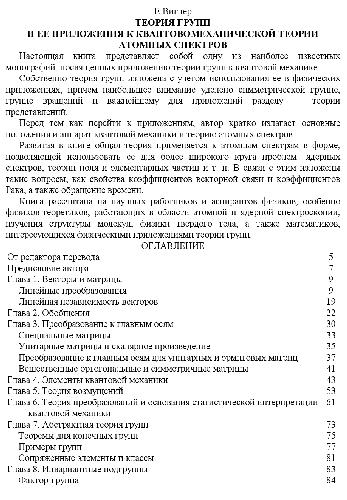 Е. Вигнер
ТЕОРИЯ ГРУПП
И ЕЕ ПРИЛОЖЕНИЯ К КВАНТОВОМЕХАНИЧЕСКОЙ ТЕОРИИ
АТОМНЫХ СПЕКТРОВ
Настоящая книга представляет собой одну из наиболее известных
монографий, посвященных приложению теории групп к квантовой механике.
Собственно теория групп изложена с учетом использования ее в физических
приложениях, причем наибольшее внимание уделено симметрической группе,
группе вращений и важнейшему для приложений разделу — теории
представлений.
Перед тем как перейти к приложениям, автор кратко излагает основные
положения и аппарат квантовой механики и теорию атомных спектров.
Развитая в книге общая теория применяется к атомным спектрам в форме,
позволяющей использовать ее для более широкого круга проблем ядерных
спектров, теории поля и элементарных частиц и т. п. В связи с этим изложены
такие вопросы, как свойства коэффициентов векторной связи и коэффициентов
Рака, а также обращение времени.
Книга рассчитана на научных работников и аспирантов физиков, особенно
физиков-теоретиков, работающих в области атомной и ядерной спектроскопии,
изучения структуры молекул, физики твердого тела, а также математиков,
интересующихся физическими приложениями теории групп.
ОГЛАВЛЕНИЕ
От редактора перевода 5
Предисловие автора 7
Глава 1. Векторы и матрицы 9
Линейные преобразования 9
Линейная независимость векторов 19
Глава 2. Обобщения 22
Глава 3. Преобразование к главным осям 30
Специальные матрицы 33
Унитарные матрицы и скалярное произведение 35
Преобразование к главным осям для унитарных и эрмитовых матриц 37
Вещественные ортогональные и симметричные матрицы 41
Глава 4. Элементы квантовой механики 43
Глава 5. Теория возмущений 53
Глава 6. Теория преобразований и основания статистической интерпретации 61
квантовой механики
Глава 7. Абстрактная теория групп 73
Теоремы для конечных групп 75
Примеры групп 77
Сопряженные элементы и классы 81
Глава 8. Инвариантные подгруппы 83
Фактор-группа 84